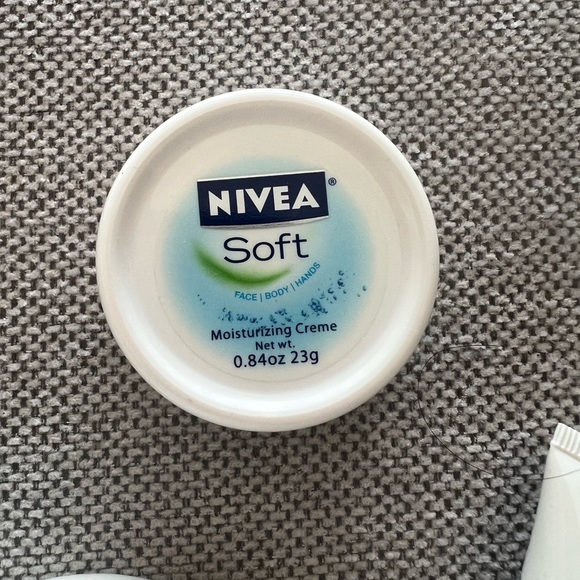 NIVEA®
Soft
FACE | BODY | HANDS
Moisturizing Creme
Net wt.
0.84oz 23g